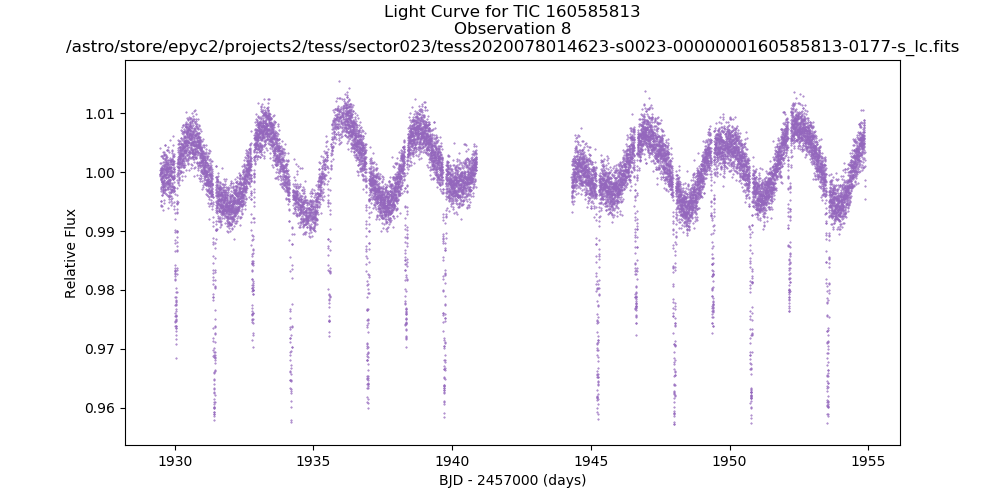 Light Curve for TIC 160585813
Observation 8
/astro/store/epyc2/projects2/tess/sector023/tess2020078014623-s0023-0000000160585813-0177-s_lc.fits
1.01
1.00
0.99
0.98
0.97
0.96
Relative Flux
1930
1935
1940
1945
1950
1955
BJD - 2457000 (days)